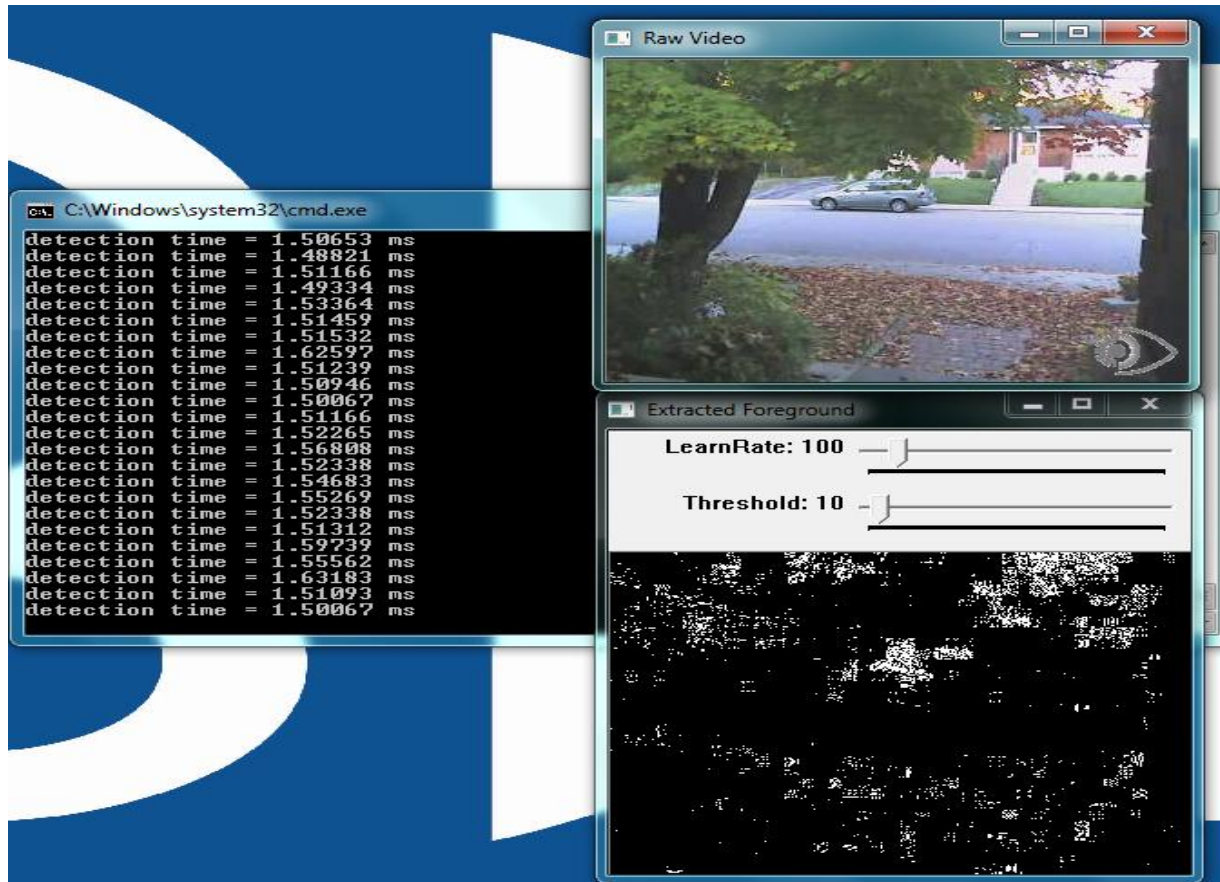 Raw Video
C:\Windows\system32\cmd.exe
detection time = 1.50653 ms
detection time = 1.48821 ms
detection time = 1.51166 ms
detection time = 1.49334 ms
detection time = 1.53364 ms
detection time = 1.51459 ms
detection time = 1.51532 ms
detection time = 1.62597 ms
detection time = 1.51239 ms
detection time = 1.50946 ms
detection time = 1.50067 ms
detection time = 1.51166 ms
detection time = 1.52265 ms
detection time = 1.56808 ms
detection time = 1.52338 ms
detection time = 1.54683 ms
detection time = 1.55269 ms
detection time = 1.52338 ms
detection time = 1.51312 ms
detection time = 1.59739 ms
detection time = 1.55562 ms
detection time = 1.63183 ms
detection time = 1.51093 ms
detection time = 1.50067 ms
Extracted Foreground
LearnRate: 100
Threshold: 10